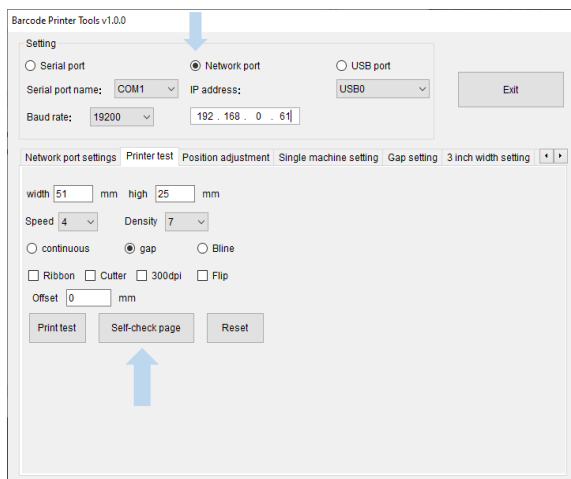 Barcode Printer Tools v1.0.0
Setting
Serial port Network port USB port
Serial port name: COM1 IP address: USB0 Exit
Baud rate: 19200 192 . 168 . 0 . 61
Network port settings Printer test Position adjustment Single machine setting Gap setting 3 inch width setting
width 51 mm high 25 mm
Speed 4 Density 7
continuous gap Bline
Ribbon Cutter 300dpi Flip
Offset 0 mm
Print test Self-check page Reset